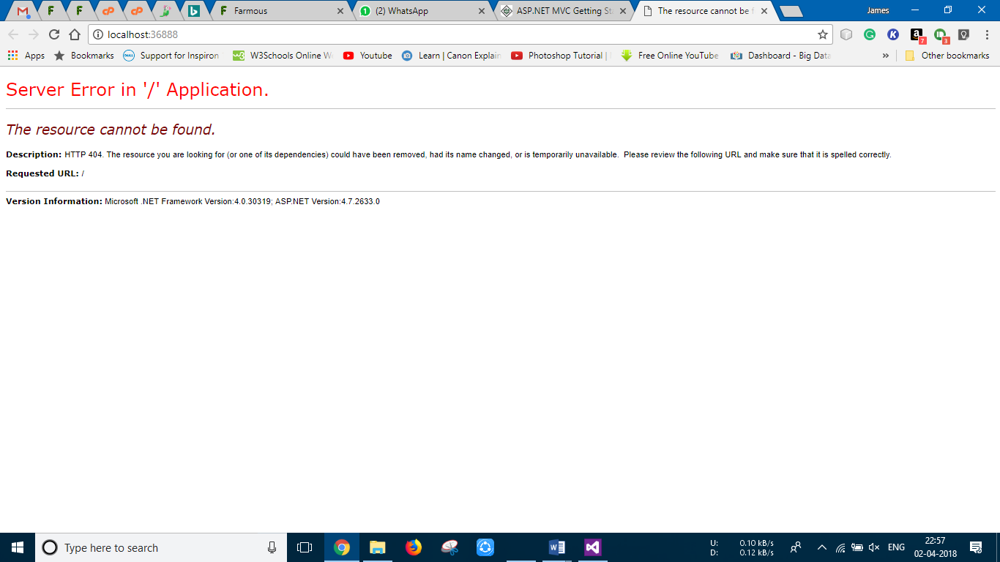 Farmous
(2) WhatsApp
ASP.NET MVC Getting St
The resource cannot be f
James
localhost:36888
7
3
Apps
Bookmarks
Support for Inspiron
W3Schools Online W
Youtube
Learn | Canon Explain
Photoshop Tutorial |
Free Online YouTube
Dashboard - Big Data
»
Other bookmarks
Server Error in '/' Application.
The resource cannot be found.
Description: HTTP 404. The resource you are looking for (or one of its dependencies) could have been removed, had its name changed, or is temporarily unavailable.  Please review the following URL and make sure that it is spelled correctly.
Requested URL: /
Version Information: Microsoft .NET Framework Version:4.0.30319; ASP.NET Version:4.7.2633.0
Type here to search
U: 0.10 kB/s
D: 0.12 kB/s
ENG
22:57
02-04-2018